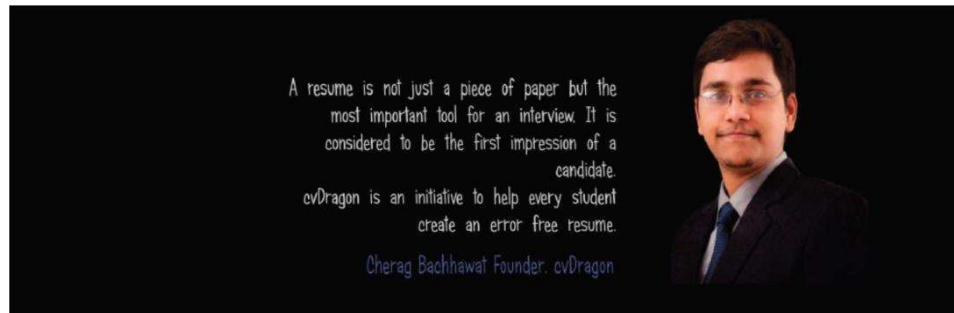 A resume is not just a piece of paper but the
most important tool for an interview. It is
considered to be the first impression of a
candidate.
cvDragon is an initiative to help every student
create an error free resume.
Cherag Bachhawat Founder. cvDragon